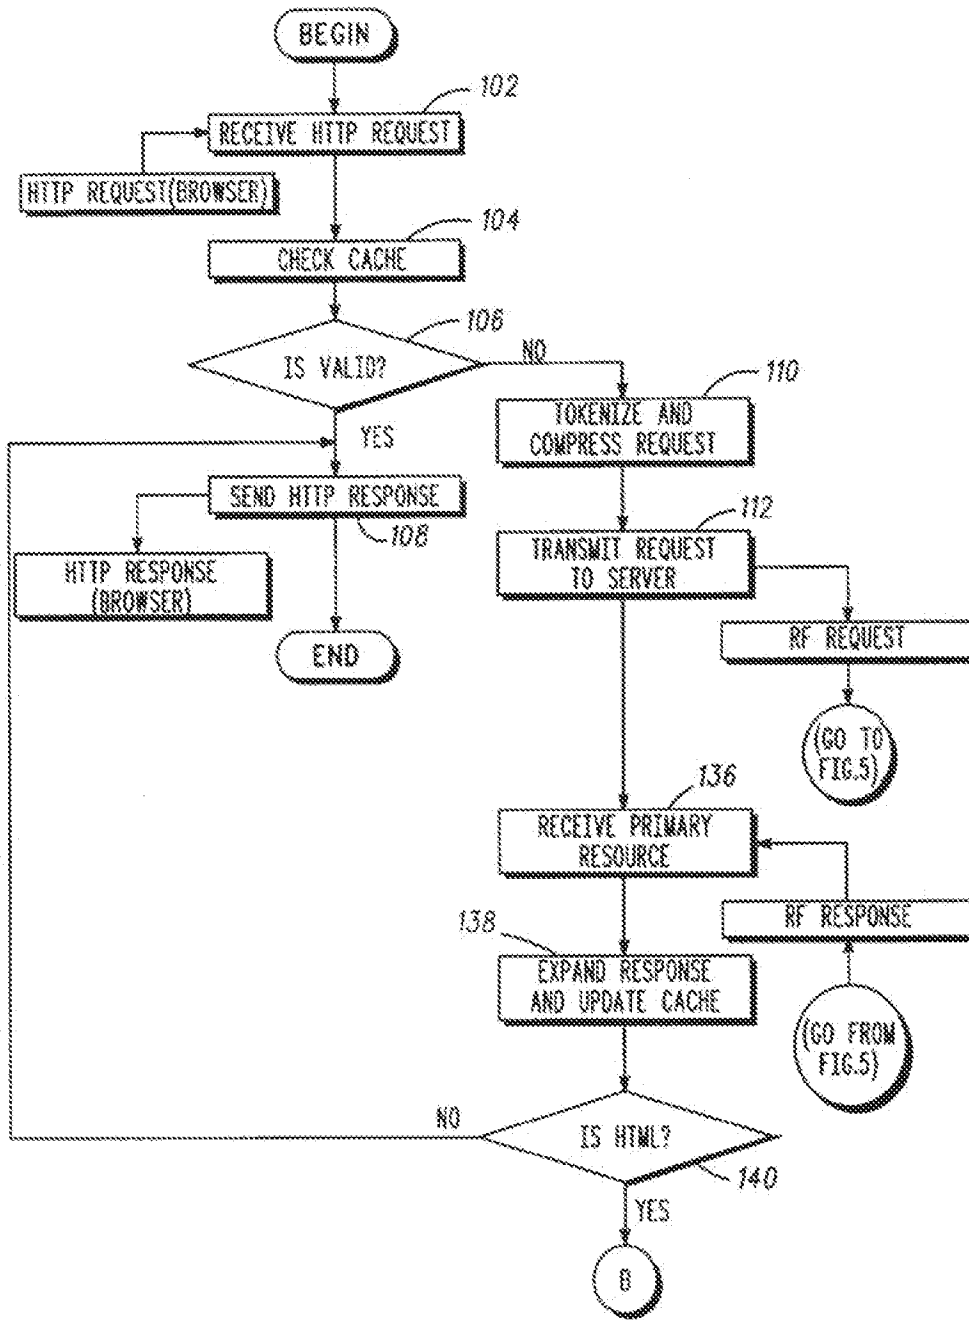 BEGIN
102
RECEIVE HTTP REQUEST
HTTP REQUEST(BROWSER)
104
CHECK CACHE
106
IS VALID?
NO
110
TOKENIZE AND
COMPRESS REQUEST
YES
SEND HTTP RESPONSE
108
112
TRANSMIT REQUEST
TO SERVER
HTTP RESPONSE
(BROWSER)
RF REQUEST
END
(GO TO
FIG.5)
136
RECEIVE PRIMARY
RESOURCE
RF RESPONSE
138
EXPAND RESPONSE
AND UPDATE CACHE
(GO FROM
FIG.5)
NO
IS HTML?
140
YES
B